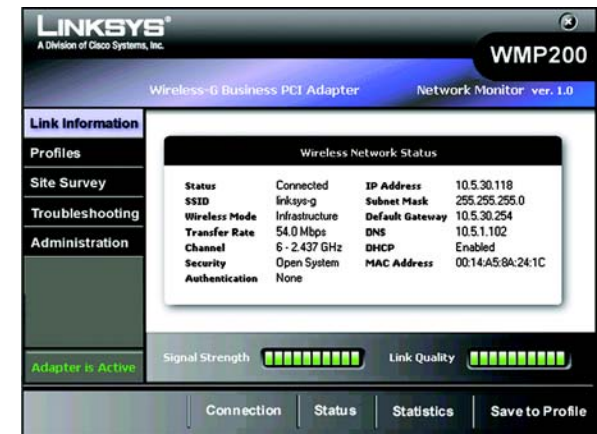 LINKSYS®
A Division of Cisco Systems, Inc.
WMP200
Wireless-G Business PCI Adapter Network Monitor ver. 1.0
Link Information
Profiles
Site Survey
Troubleshooting
Administration
Wireless Network Status
Status Connected IP Address 10.5.30.118
SSID linksys-g Subnet Mask 255.255.255.0
Wireless Mode Infrastructure Default Gateway 10.5.30.254
Transfer Rate 54.0 Mbps DNS 10.5.1.102
Channel 6 - 2.437 GHz DHCP Enabled
Security Open System MAC Address 00:14:A5:8A:24:1C
Authentication None
Adapter is Active
Signal Strength Link Quality
Connection Status Statistics Save to Profile